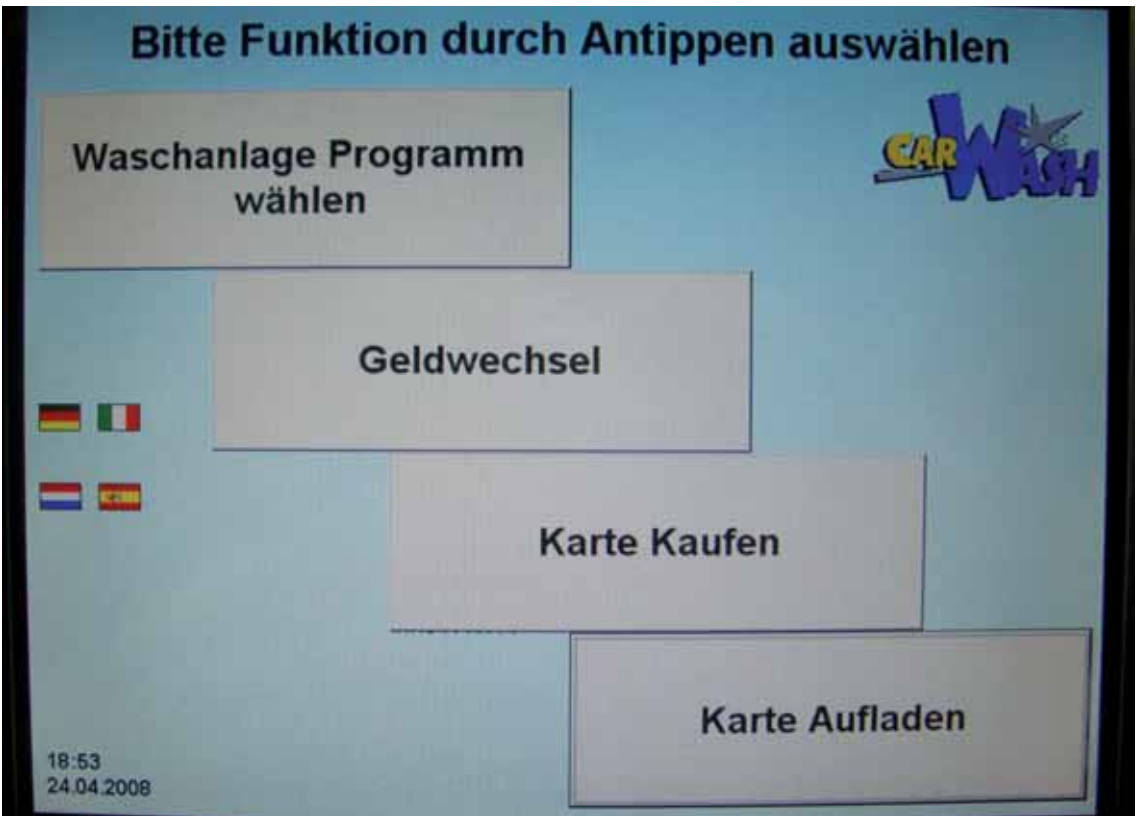 Bitte Funktion durch Antippen auswählen
CAR WASH
Waschanlage Programm
wählen
Geldwechsel
Karte Kaufen
Karte Aufladen
18:53
24.04.2008